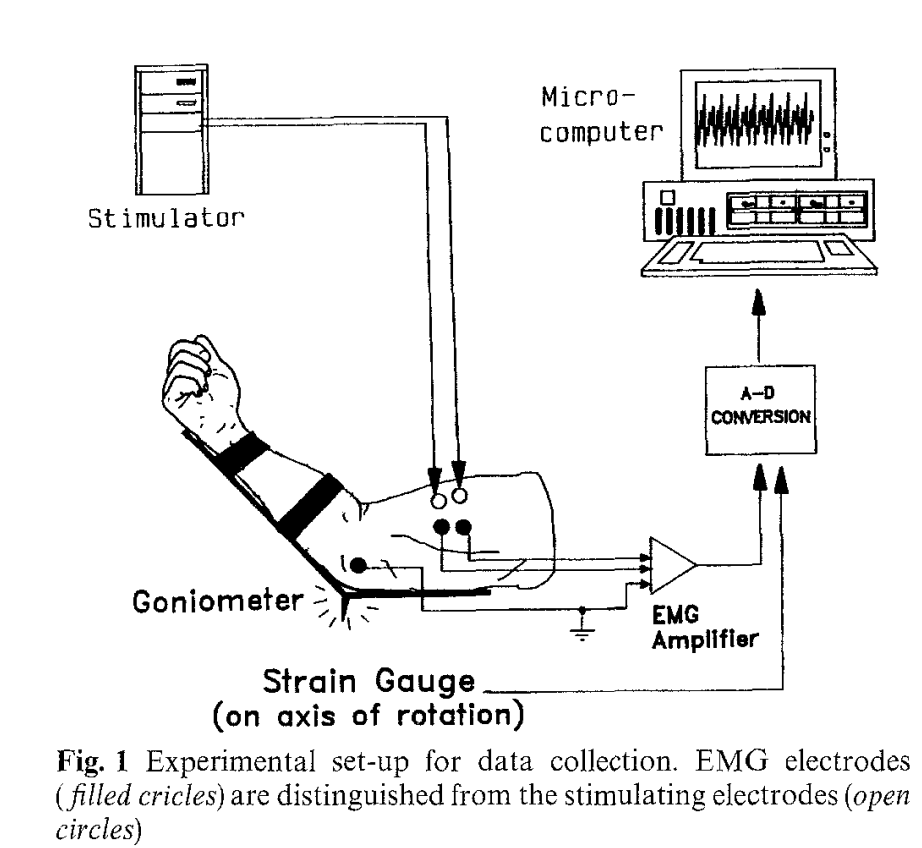 Stimulator
Micro-
computer
A-D
CONVERSION
Goniometer
EMG
Amplifier
Strain Gauge
(on axis of rotation)
Fig. 1 Experimental set-up for data collection. EMG electrodes
(filled cricles) are distinguished from the stimulating electrodes (open
circles)